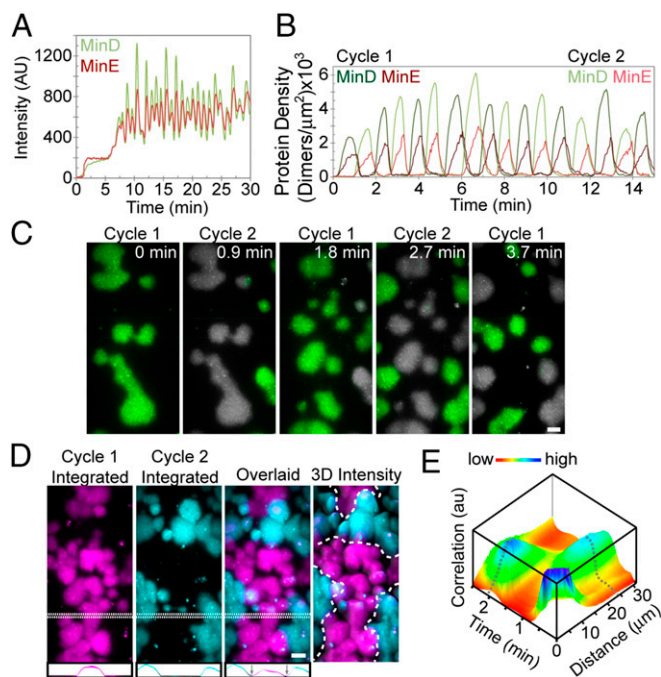 A
MinD
MinE
Intensity (AU)
1200
800
400
0
0 5 10 15 20 25 30
Time (min)
B
Cycle 1
MinD MinE
Cycle 2
MinD MinE
Protein Density
(Dimers/μm²)x10³
6
4
2
0
0 2 4 6 8 10 12 14
Time (min)
C
Cycle 1 Cycle 2 Cycle 1 Cycle 2 Cycle 1
0 min 0.9 min 1.8 min 2.7 min 3.7 min
D
Cycle 1 Cycle 2
Integrated Integrated Overlaid 3D Intensity
E
low high
Correlation (au)
2
1
0
Time (min)
0
10
20
30
Distance (μm)